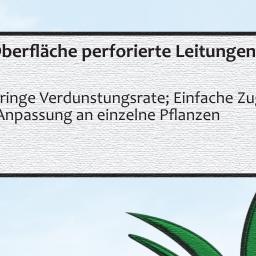 Oberfläche perforierte Leitungen
ringe Verdunstungsrate; Einfache Zug
Anpassung an einzelne Pflanzen